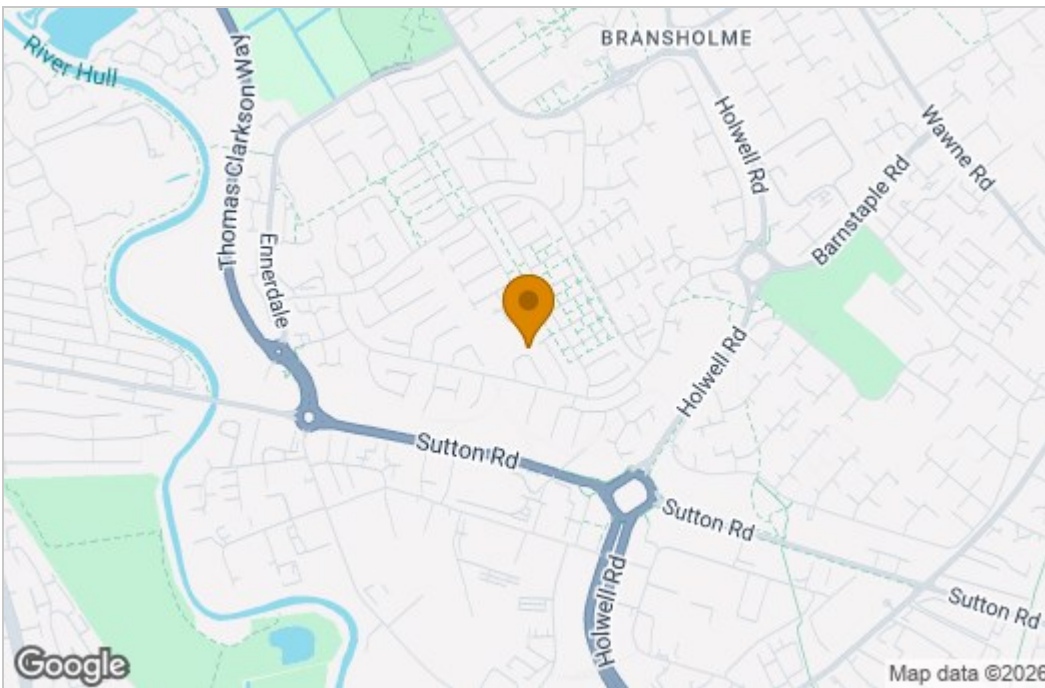 BRANSHOLME
River Hull
Thomas Clarkson Way
Holwell Rd
Wawne Rd
Barnstaple Rd
Ennerdale
Holwell Rd
Sutton Rd
Sutton Rd
Holwell Rd
Sutton Rd
Google
Map data ©2026